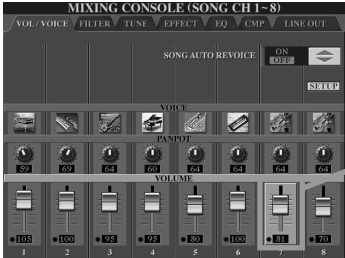 MIXING CONSOLE (SONG CH 1~8)
VOL/VOICE FILTER TUNE EFFECT EQ CMP LINE OUT
SONG AUTO REVOICE ON
OFF
SETUP
VOICE
PANPOT
59 69 64 64 64 64 64 64
VOLUME
105 100 95 95 80 100 81 70
1 2 3 4 5 6 7 8